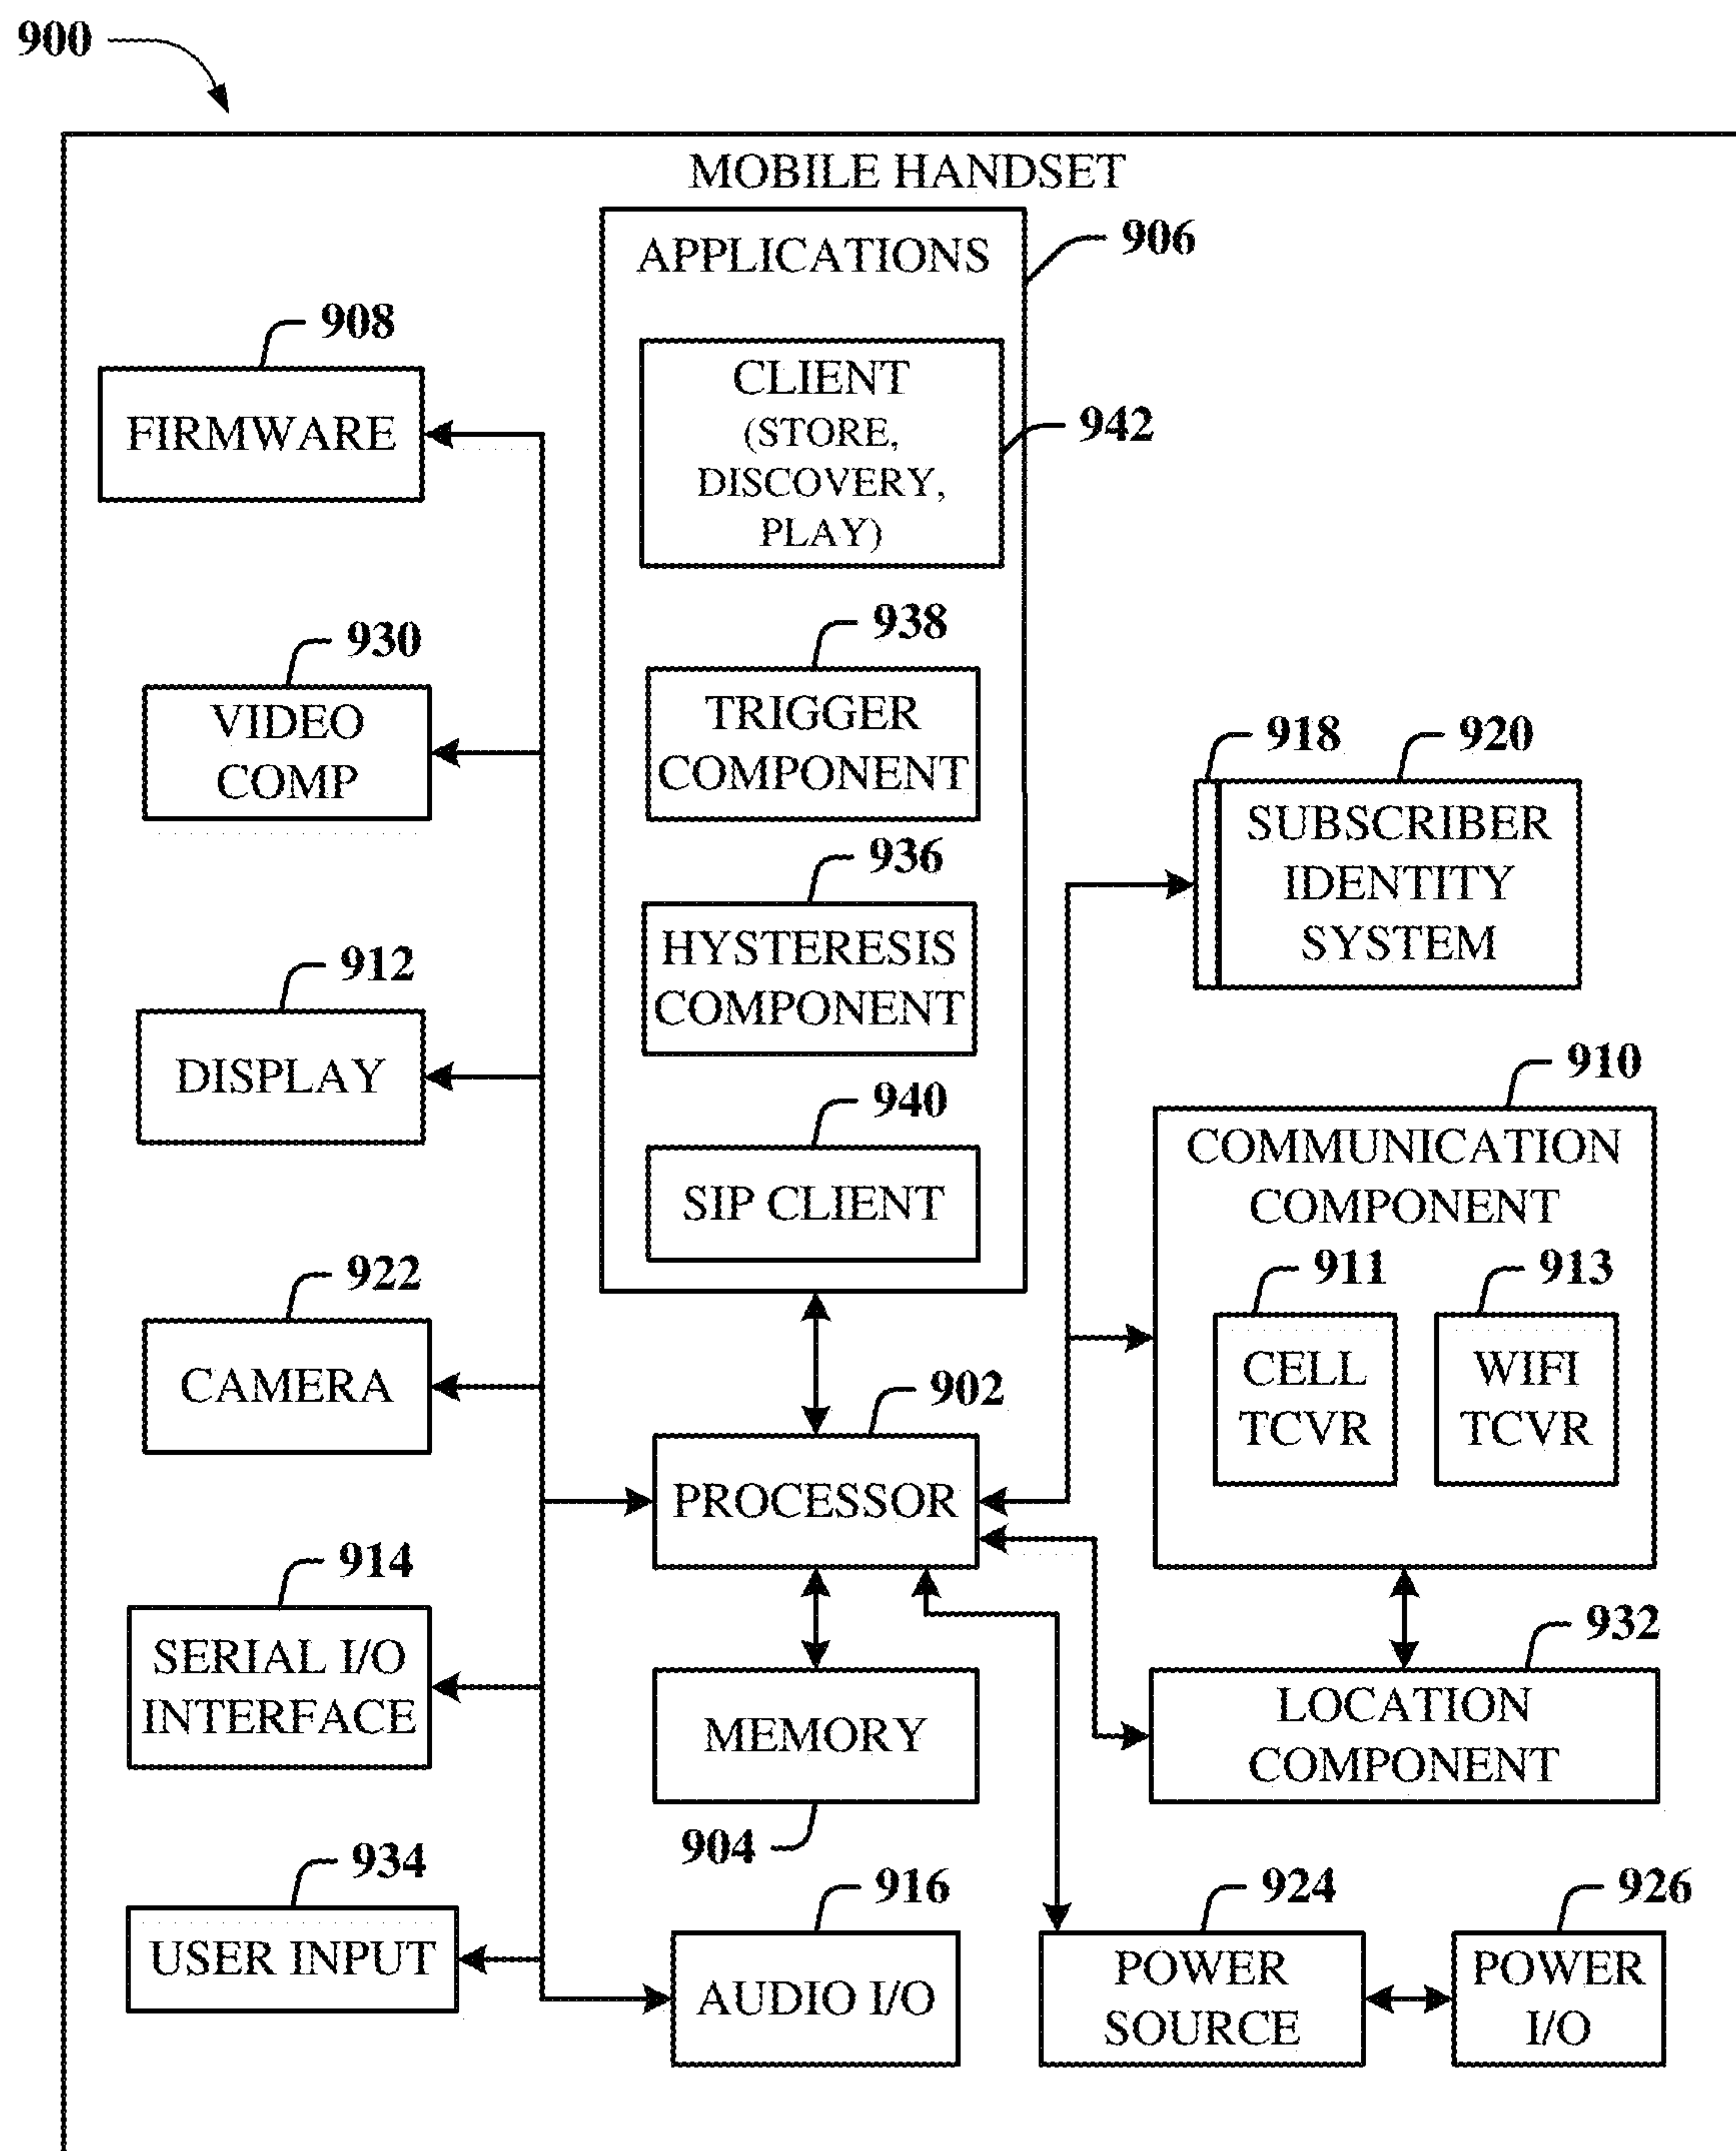 900
MOBILE HANDSET
APPLICATIONS
906
CLIENT
(STORE,
DISCOVERY,
PLAY)
942
938
TRIGGER
COMPONENT
936
HYSTERESIS
COMPONENT
940
SIP CLIENT
908
FIRMWARE
930
VIDEO
COMP
912
DISPLAY
922
CAMERA
914
SERIAL I/O
INTERFACE
934
USER INPUT
902
PROCESSOR
MEMORY
904
916
AUDIO I/O
918
920
SUBSCRIBER
IDENTITY
SYSTEM
910
COMMUNICATION
COMPONENT
911
CELL
TCVR
913
WIFI
TCVR
932
LOCATION
COMPONENT
924
POWER
SOURCE
926
POWER
I/O